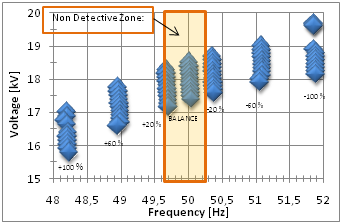 Non Detective Zone:
20
19
18
17
16
15
Voltage [kV]
+100 %
+60 %
+20 %
BALANCE
-20 %
-60 %
-100 %
48 48,5 49 49,5 50 50,5 51 51,5 52
Frequency [Hz]